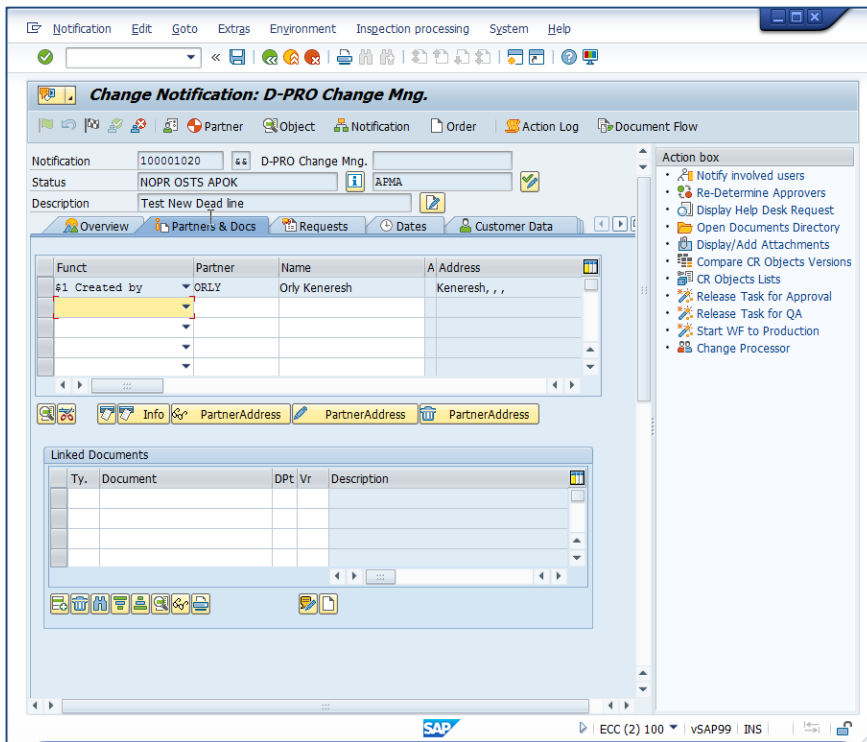 Notification Edit Goto Extras Environment Inspection processing System Help
Change Notification: D-PRO Change Mng.
Partner Object Notification Order Action Log Document Flow
Notification 100001020 && D-PRO Change Mng.
Status NOPR OSTS APOK APMA
Description Test New Dead line
Overview Partners & Docs Requests Dates Customer Data
Funct Partner Name A Address
$1 Created by ORLY Orly Keneresh Keneresh, , ,
Info PartnerAddress PartnerAddress PartnerAddress
Linked Documents
Ty. Document DPt Vr Description
Action box
Notify involved users
Re-Determine Approvers
Display Help Desk Request
Open Documents Directory
Display/Add Attachments
Compare CR Objects Versions
CR Objects Lists
Release Task for Approval
Release Task for QA
Start WF to Production
Change Processor
SAP ECC (2) 100 vSAP99 INS